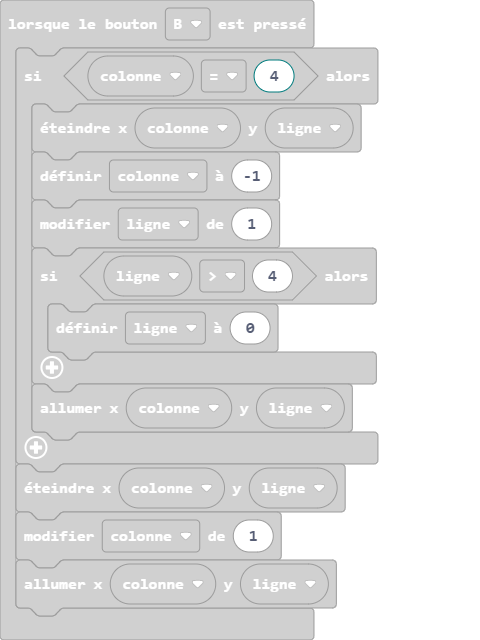 lorsque le bouton B est pressé
si colonne = 4 alors
éteindre x colonne y ligne
définir colonne à -1
modifier ligne de 1
si ligne > 4 alors
définir ligne à 0
allumer x colonne y ligne
éteindre x colonne y ligne
modifier colonne de 1
allumer x colonne y ligne